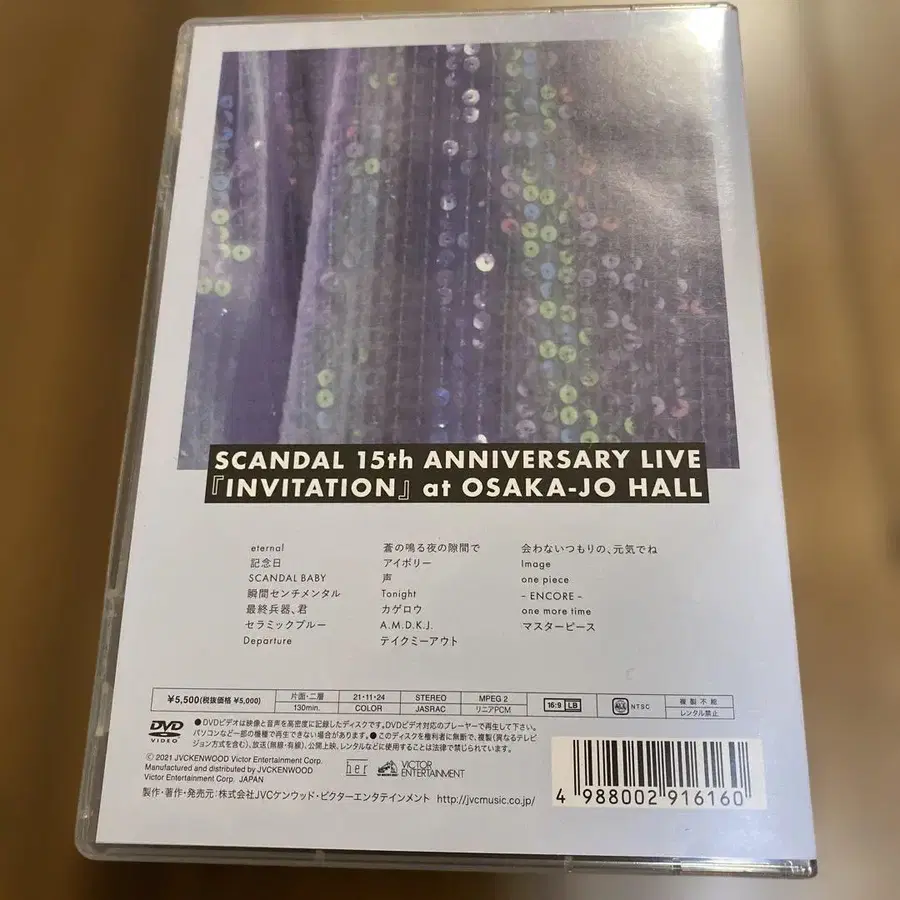 SCANDAL 15th ANNIVERSARY LIVE
『INVITATION』 at OSAKA-JO HALL
eternal
記念日
SCANDAL BABY
瞬間センチメンタル
最終兵器、君
セラミックブルー
Departure
蒼の鳴る夜の隙間で
アイボリー
声
Tonight
カゲロウ
A.M.D.K.J.
テイクミーアウト
会わないつもりの、元気でね
Image
one piece
– ENCORE –
one more time
マスターピース
¥5,500(税抜価格 ¥5,000)
片面・二層
130min.
21・11・24
COLOR
STEREO
JASRAC
MPEG 2
リニアPCM
16:9 LB
ALL NTSC
複製不能
レンタル禁止
DVD
VIDEO
●DVDビデオは映像と音声を高密度に記録したディスクです。DVDビデオ対応のプレーヤーで再生して下さい。
パソコンなど一部の機種で再生できない場合があります。●このディスクを権利者に無断で、複製(異なるテレビ
ジョン方式を含む)、放送(無線・有線)、公開上映、レンタルなどに使用することは法律で禁じられています。
© 2021 JVCKENWOOD Victor Entertainment Corp.
Manufactured and distributed by JVCKENWOOD
Victor Entertainment Corp. JAPAN
her
VICTOR
ENTERTAINMENT
製作・著作・発売元:株式会社JVCケンウッド・ビクターエンタテインメント http://jvcmusic.co.jp/
4 988002 916160